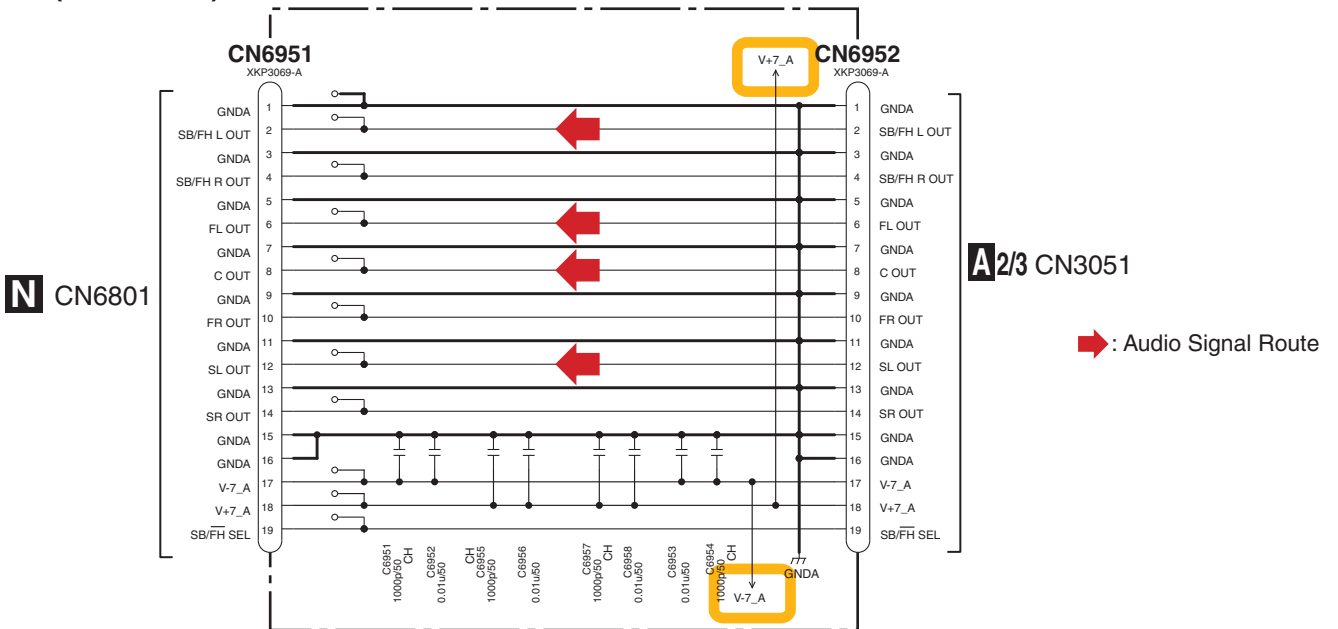 CN6951
XKP3069-A
V+7_A
CN6952
XKP3069-A
GNDA 1
SB/FH L OUT 2
GNDA 3
SB/FH R OUT 4
GNDA 5
FL OUT 6
GNDA 7
C OUT 8
GNDA 9
FR OUT 10
GNDA 11
SL OUT 12
GNDA 13
SR OUT 14
GNDA 15
GNDA 16
V-7_A 17
V+7_A 18
SB/FH SEL 19
1 GNDA
2 SB/FH L OUT
3 GNDA
4 SB/FH R OUT
5 GNDA
6 FL OUT
7 GNDA
8 C OUT
9 GNDA
10 FR OUT
11 GNDA
12 SL OUT
13 GNDA
14 SR OUT
15 GNDA
16 GNDA
17 V-7_A
18 V+7_A
19 SB/FH SEL
N CN6801
A 2/3 CN3051
: Audio Signal Route
C6951
1000p/50
CH
C6952
0.01u/50
CH
C6955
1000p/50
C6956
0.01u/50
C6957
1000p/50
CH
C6958
0.01u/50
C6953
0.01u/50
C6954
1000p/50
CH
GNDA
V-7_A